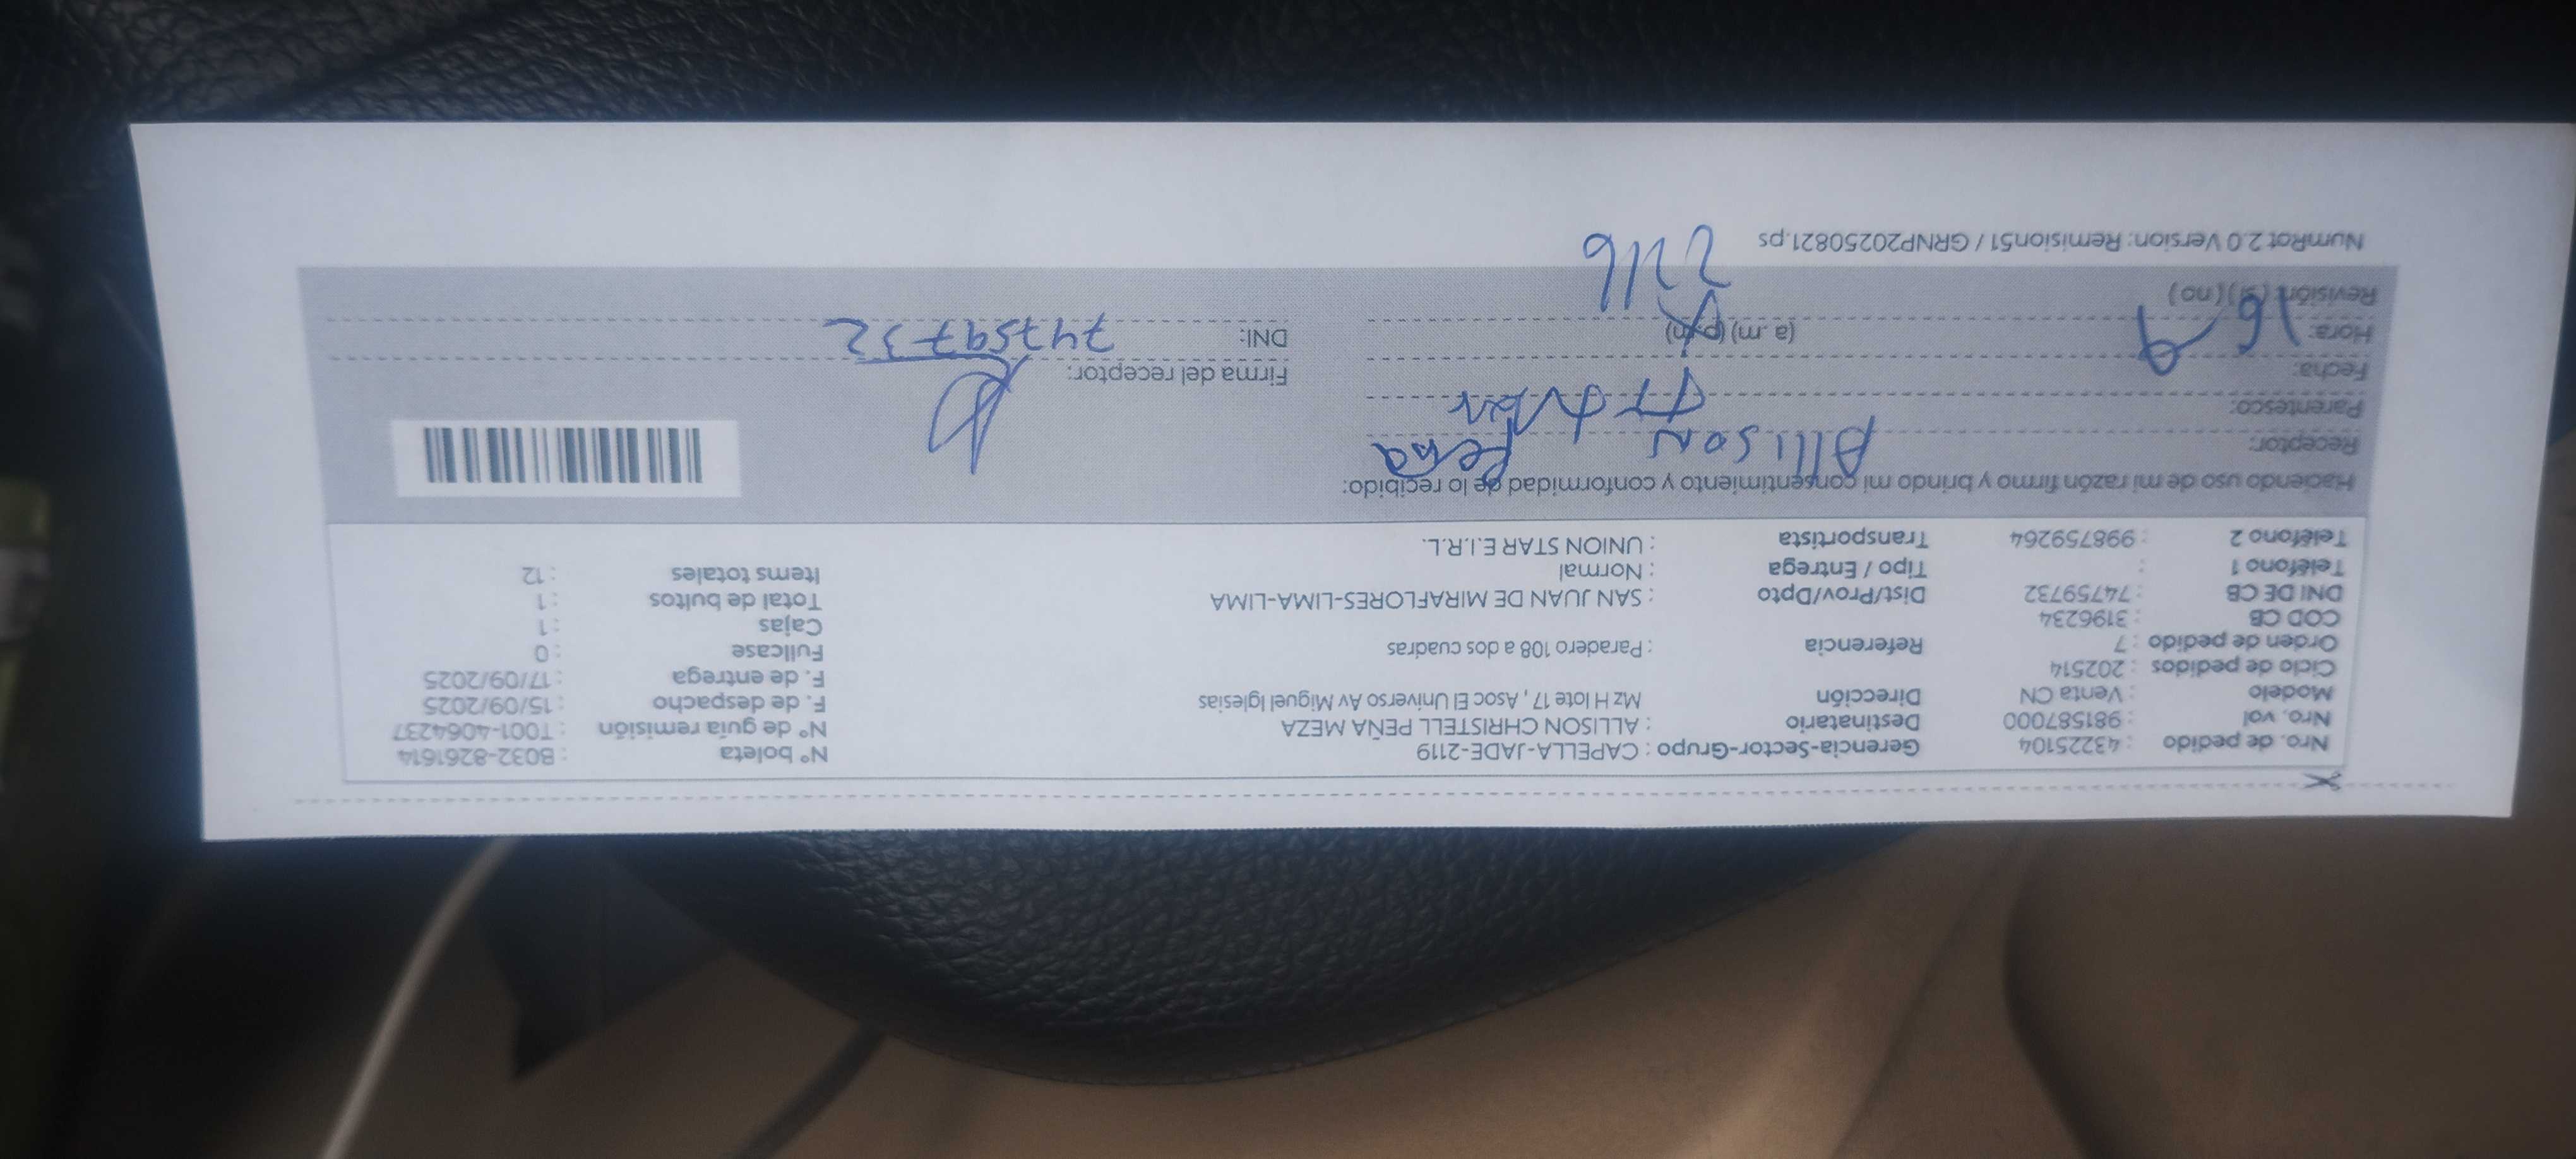 Nro. de pedido : 43225104 Gerencia-Sector-Grupo : CAPELLA-JADE-2119 N° boleta : B032-8261614
Nro. vol : 981587000 Destinatario : ALLISON CHRISTELL PEÑA MEZA N° de guía remisión : T001-4064237
Modelo : Venta CN Dirección Mz H lote 17 , Asoc El Universo Av Miguel Iglesias F. de despacho : 15/09/2025
Ciclo de pedidos : 202514 F. de entrega : 17/09/2025
Orden de pedido : 7 Referencia : Paradero 108 a dos cuadras Fullcase : 0
COD CB : 3196234 Cajas : 1
DNI DE CB : 74759732 Dist/Prov/Dpto : SAN JUAN DE MIRAFLORES-LIMA-LIMA Total de bultos : 1
Teléfono 1 : Tipo / Entrega : Normal Items totales : 12
Teléfono 2 : 998759264 Transportista : UNION STAR E.I.R.L.
Haciendo uso de mi razón firmo y brindo mi consentimiento y conformidad de lo recibido:
Receptor: Allison Peña
Parentesco:
Fecha: Firma del receptor:
Hora: 16 (a m) (p m) DNI: 74759732
Revisión: (si) (no)
2216
NumRot 2.0 Version: Remision51 / GRNP20250821.ps